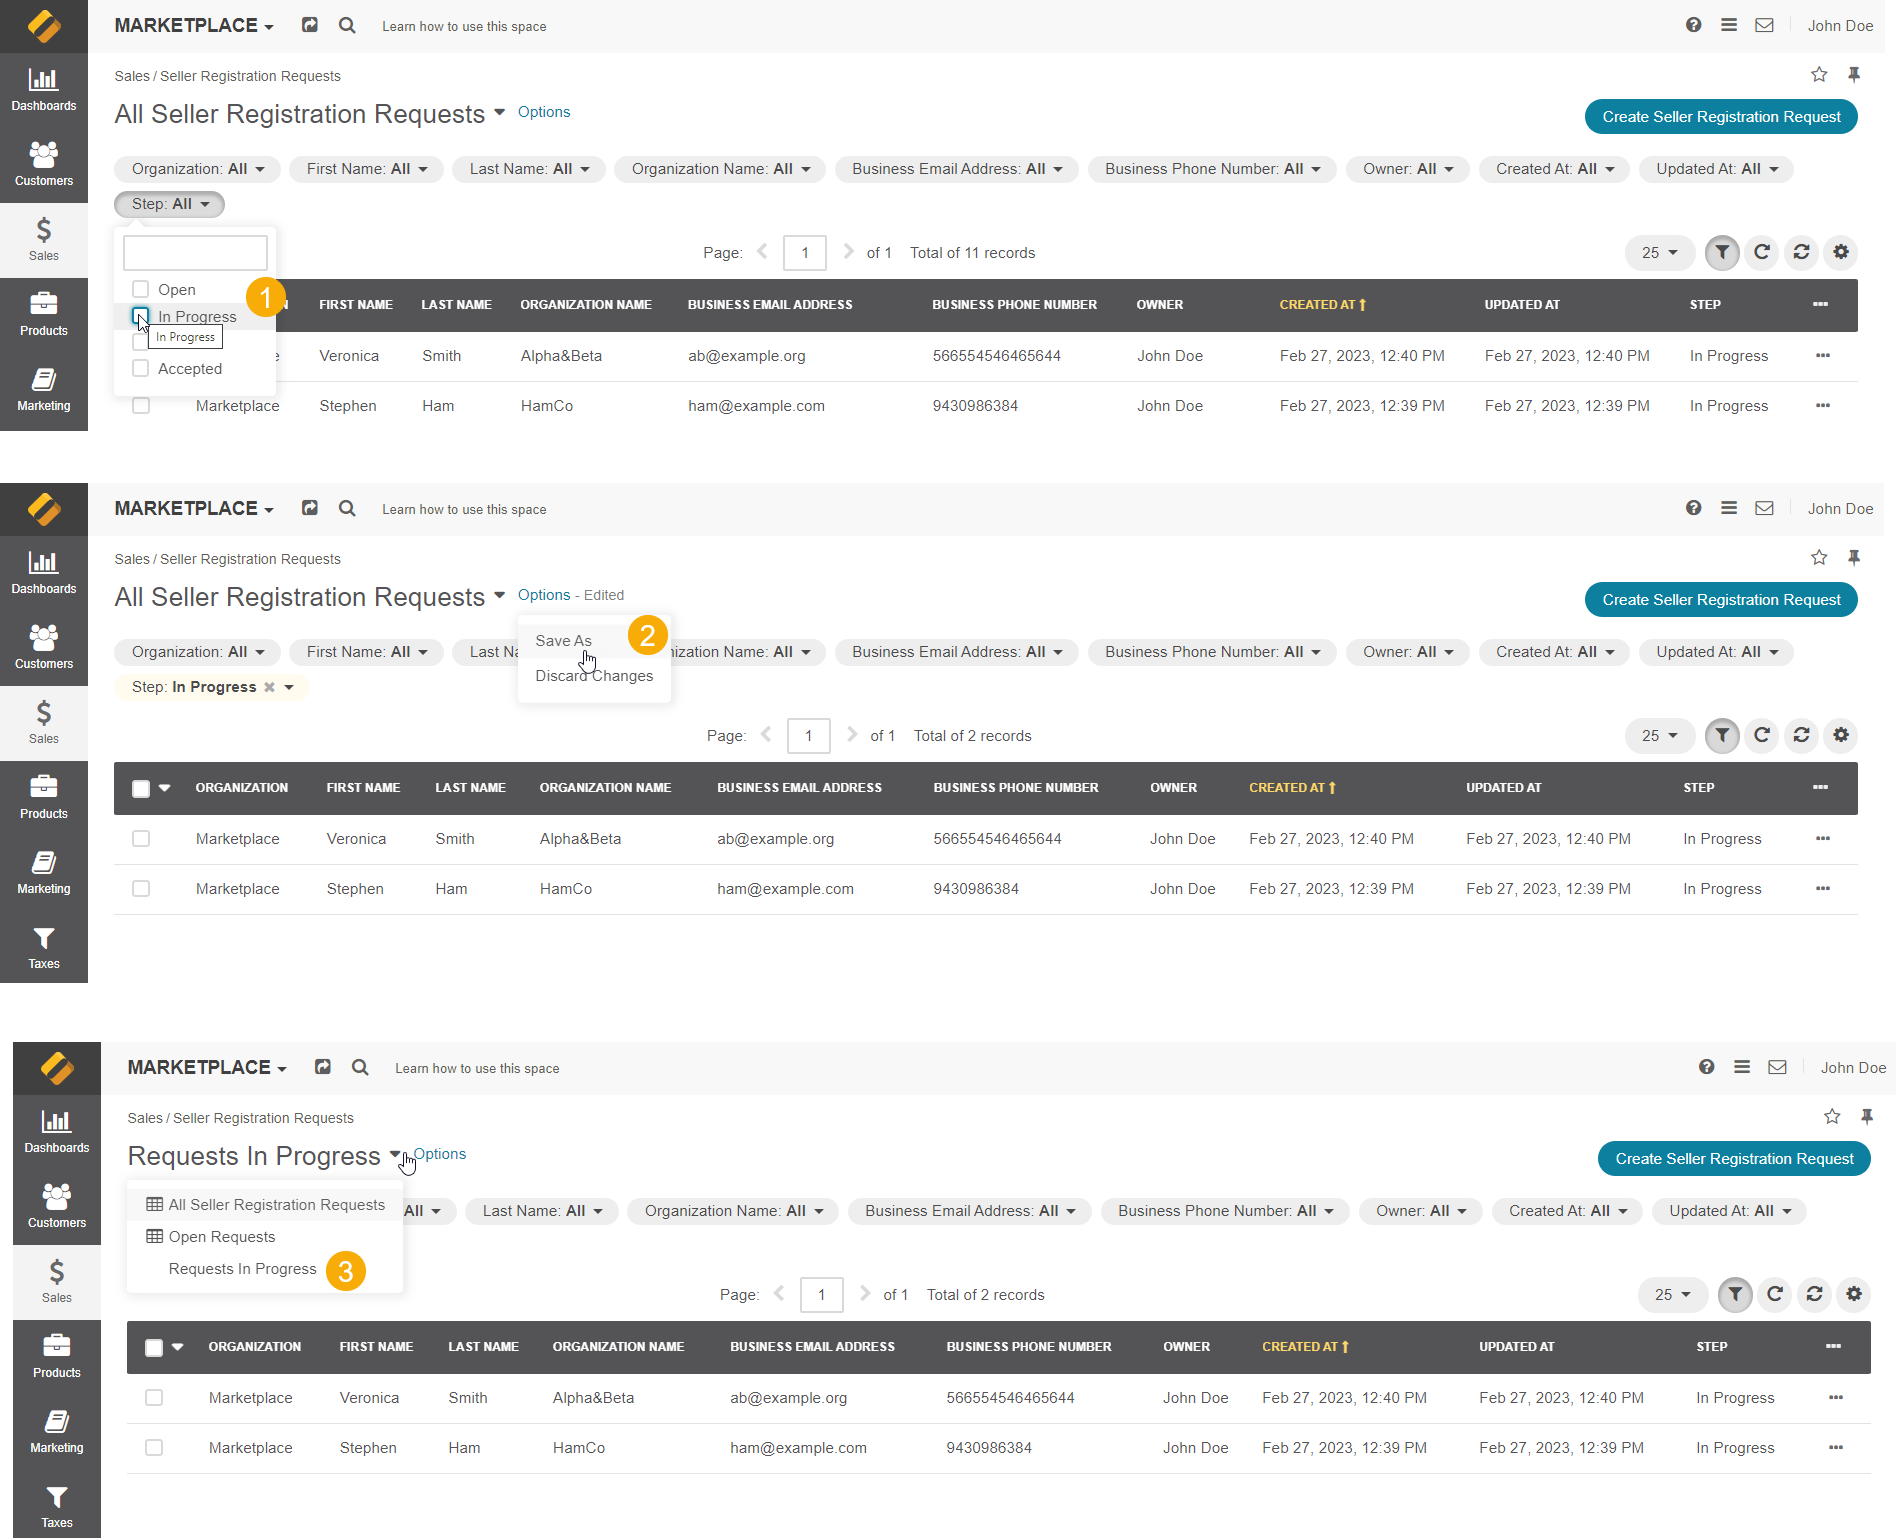 MARKETPLACE Learn how to use this space John Doe
Dashboards
Customers
Sales
Products
Marketing
Sales / Seller Registration Requests
All Seller Registration Requests Options Create Seller Registration Request
Organization: All First Name: All Last Name: All Organization Name: All Business Email Address: All Business Phone Number: All Owner: All Created At: All Updated At: All
Step: All
Page: 1 of 1 Total of 11 records 25
Open
1
In Progress
In Progress
Accepted
N FIRST NAME LAST NAME ORGANIZATION NAME BUSINESS EMAIL ADDRESS BUSINESS PHONE NUMBER OWNER CREATED AT UPDATED AT STEP
e Veronica Smith Alpha&Beta ab@example.org 566554546465644 John Doe Feb 27, 2023, 12:40 PM Feb 27, 2023, 12:40 PM In Progress
Marketplace Stephen Ham HamCo ham@example.com 9430986384 John Doe Feb 27, 2023, 12:39 PM Feb 27, 2023, 12:39 PM In Progress
MARKETPLACE Learn how to use this space John Doe
Dashboards
Customers
Sales
Products
Marketing
Taxes
Sales / Seller Registration Requests
All Seller Registration Requests Options - Edited Create Seller Registration Request
Save As 2
Discard Changes
Organization: All First Name: All Last Na nization Name: All Business Email Address: All Business Phone Number: All Owner: All Created At: All Updated At: All
Step: In Progress
Page: 1 of 1 Total of 2 records 25
ORGANIZATION FIRST NAME LAST NAME ORGANIZATION NAME BUSINESS EMAIL ADDRESS BUSINESS PHONE NUMBER OWNER CREATED AT UPDATED AT STEP
Marketplace Veronica Smith Alpha&Beta ab@example.org 566554546465644 John Doe Feb 27, 2023, 12:40 PM Feb 27, 2023, 12:40 PM In Progress
Marketplace Stephen Ham HamCo ham@example.com 9430986384 John Doe Feb 27, 2023, 12:39 PM Feb 27, 2023, 12:39 PM In Progress
MARKETPLACE Learn how to use this space John Doe
Dashboards
Customers
Sales
Products
Marketing
Taxes
Sales / Seller Registration Requests
Requests In Progress Options Create Seller Registration Request
All Seller Registration Requests
Open Requests
Requests In Progress 3
All Last Name: All Organization Name: All Business Email Address: All Business Phone Number: All Owner: All Created At: All Updated At: All
Page: 1 of 1 Total of 2 records 25
ORGANIZATION FIRST NAME LAST NAME ORGANIZATION NAME BUSINESS EMAIL ADDRESS BUSINESS PHONE NUMBER OWNER CREATED AT UPDATED AT STEP
Marketplace Veronica Smith Alpha&Beta ab@example.org 566554546465644 John Doe Feb 27, 2023, 12:40 PM Feb 27, 2023, 12:40 PM In Progress
Marketplace Stephen Ham HamCo ham@example.com 9430986384 John Doe Feb 27, 2023, 12:39 PM Feb 27, 2023, 12:39 PM In Progress